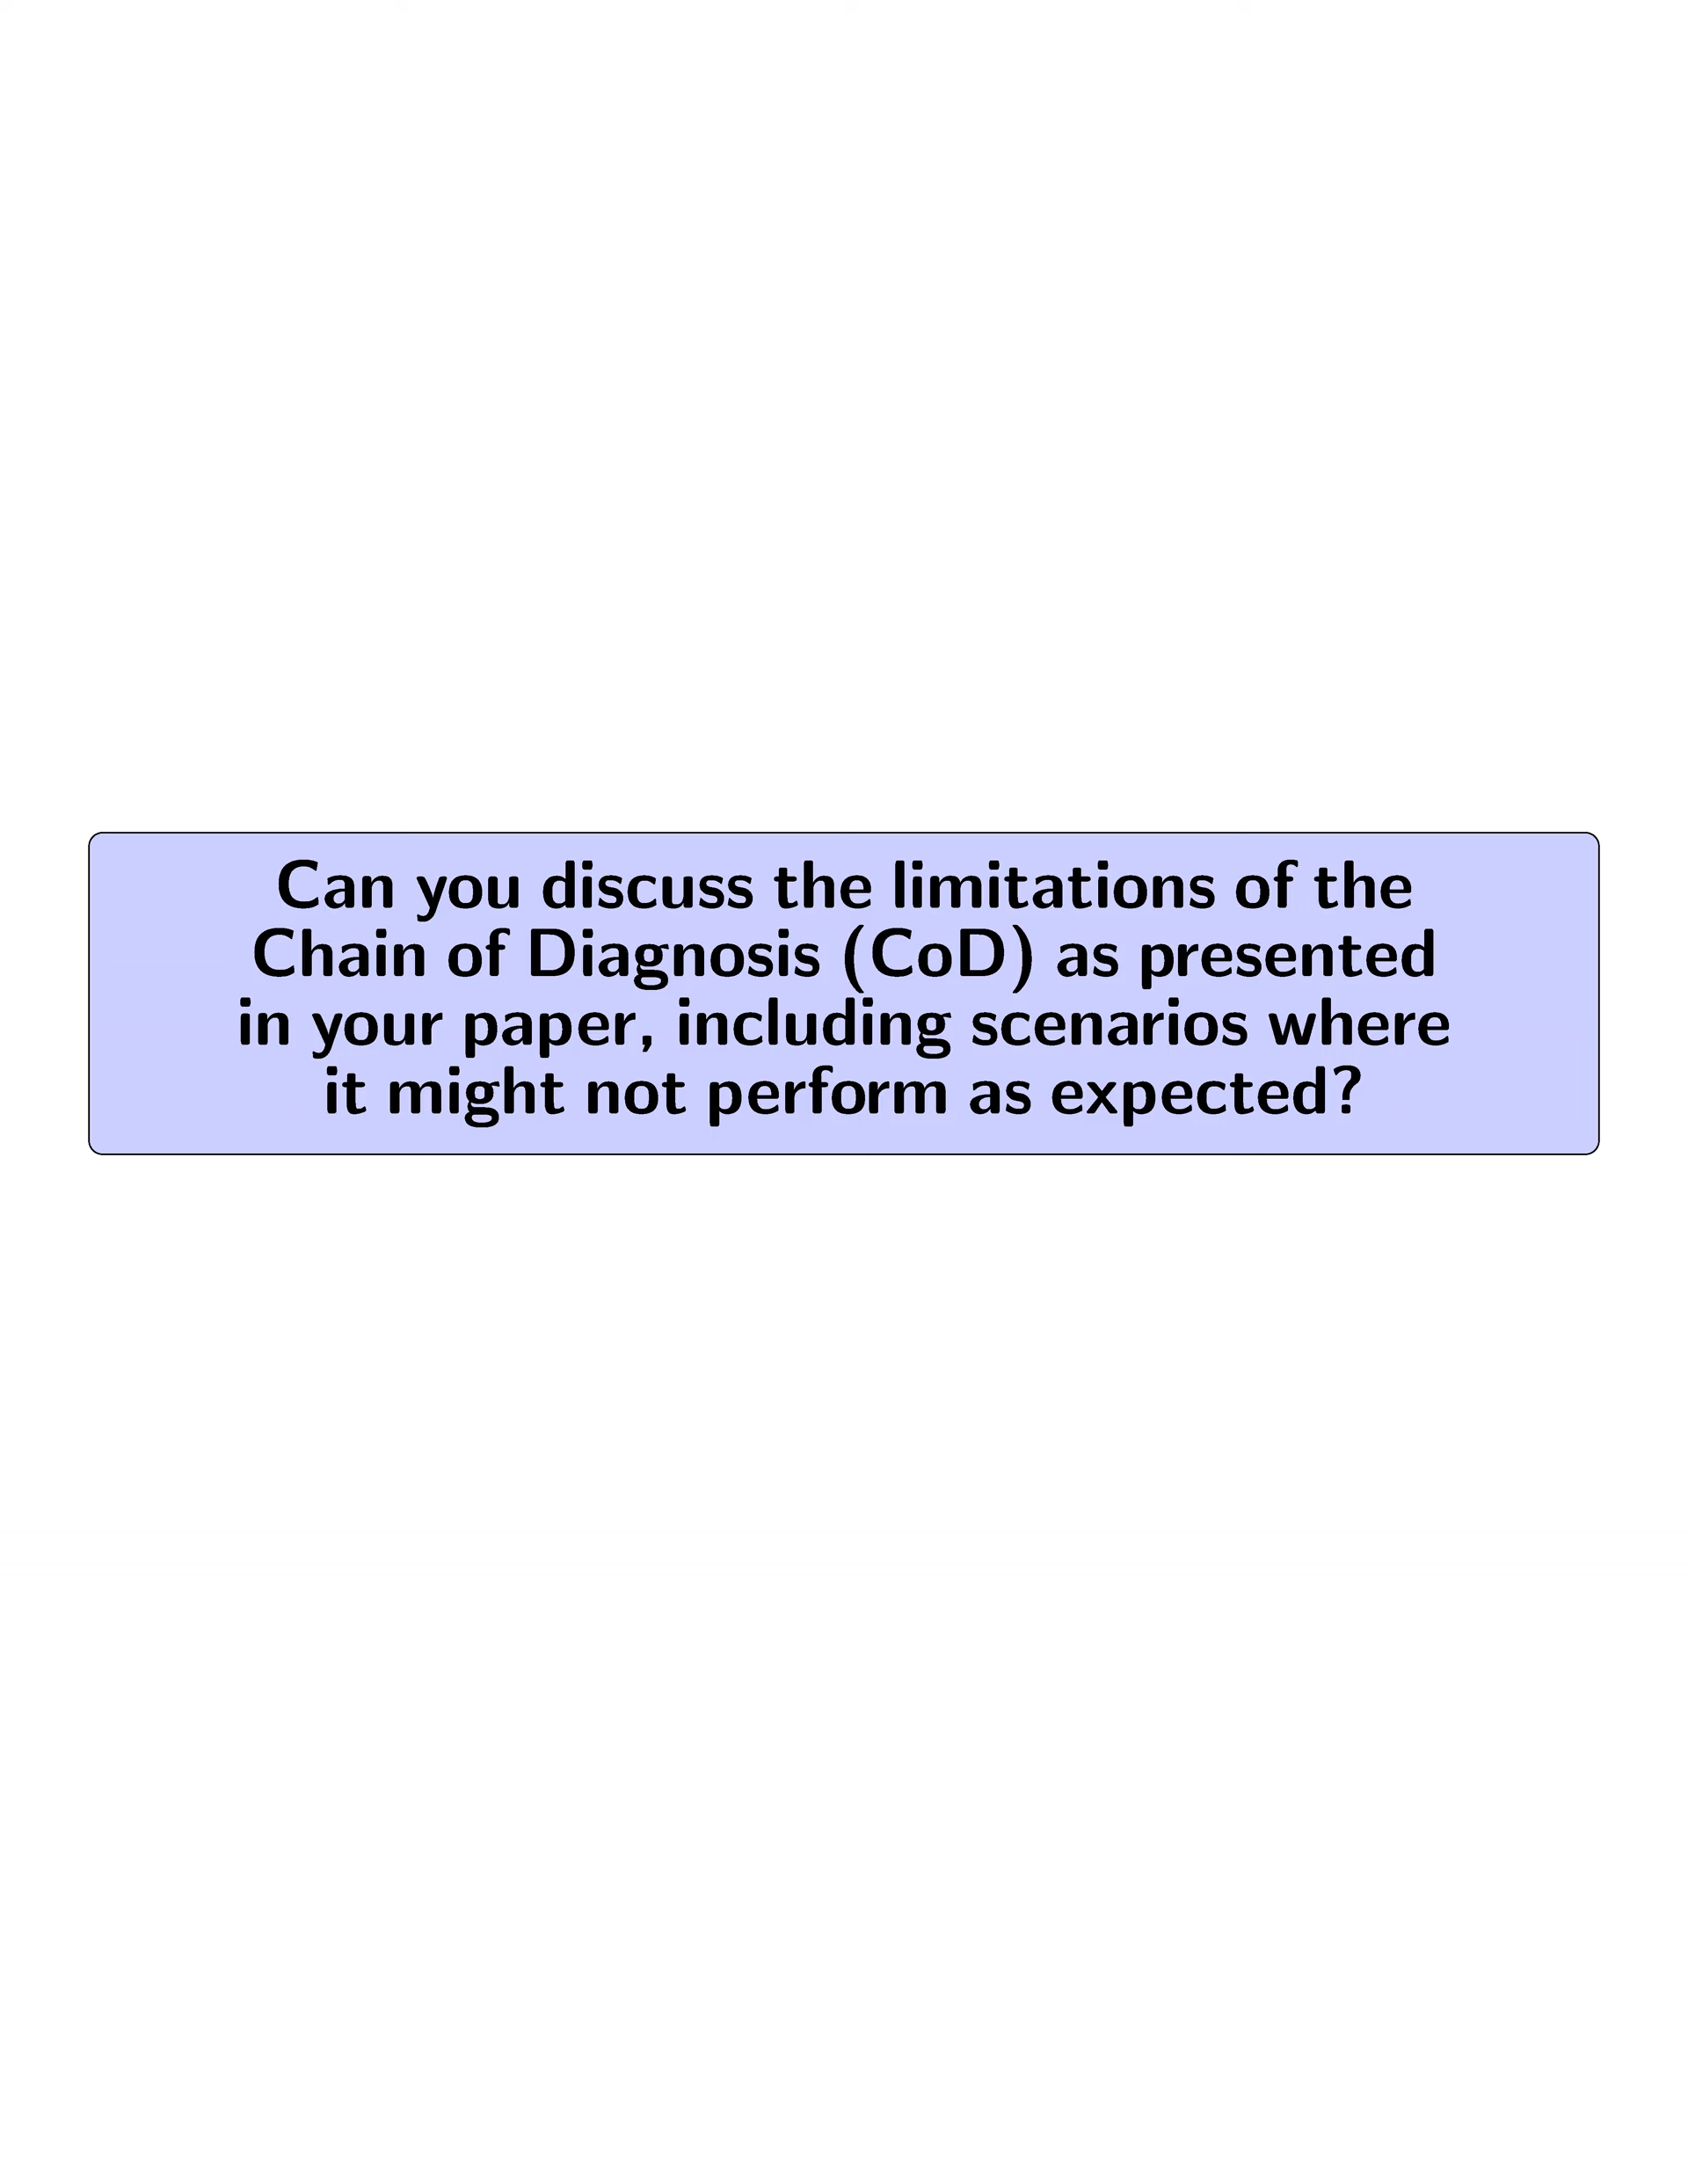 Can you discuss the limitations of the
Chain of Diagnosis (CoD) as presented
in your paper, including scenarios where
it might not perform as expected?